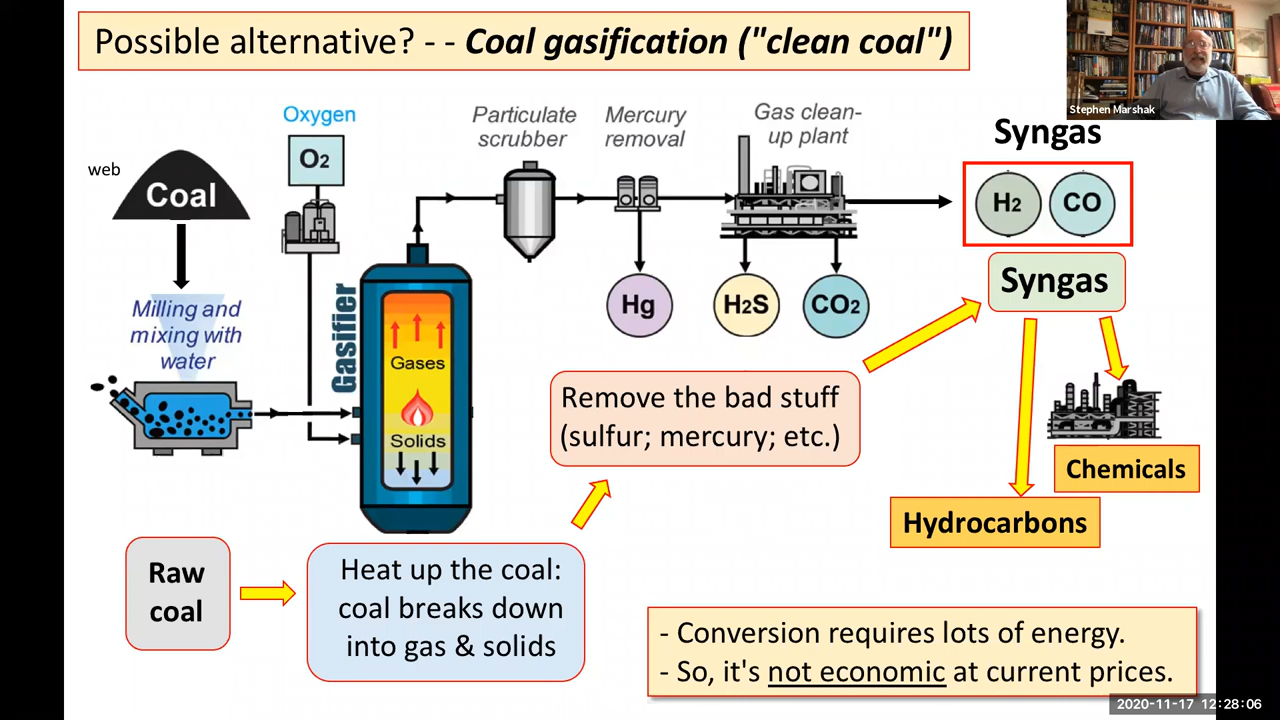 Possible alternative? - - Coal gasification ("clean coal")
Stephen Marshak
web
Coal
Milling and
mixing with
water
Oxygen
O2
Gasifier
Gases
Solids
Particulate
scrubber
Mercury
removal
Gas clean-
up plant
Hg
H2S
CO2
Syngas
H2
CO
Syngas
Remove the bad stuff
(sulfur; mercury; etc.)
Chemicals
Hydrocarbons
Raw
coal
Heat up the coal:
coal breaks down
into gas & solids
- Conversion requires lots of energy.
- So, it's not economic at current prices.
2020-11-17 12:28:06